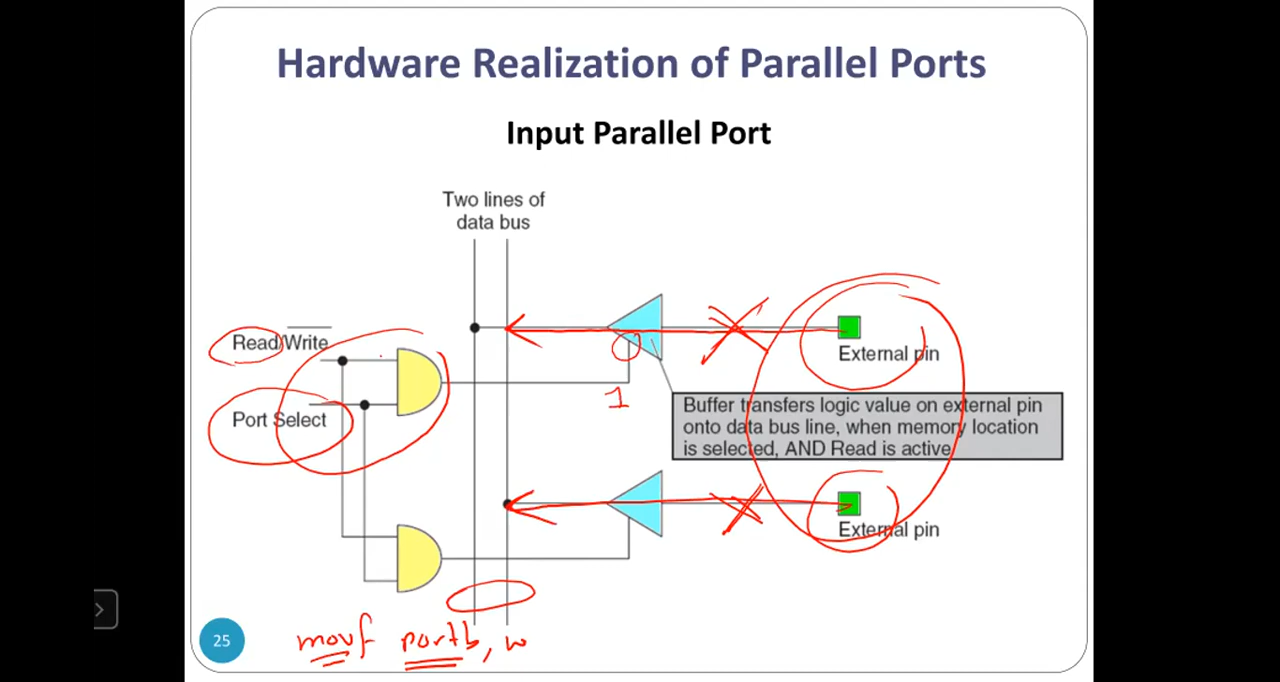 Hardware Realization of Parallel Ports
Input Parallel Port
Two lines of
data bus
Read/Write
Port Select
1
External pin
Buffer transfers logic value on external pin
onto data bus line, when memory location
is selected, AND Read is active
External pin
25
movf portb, w